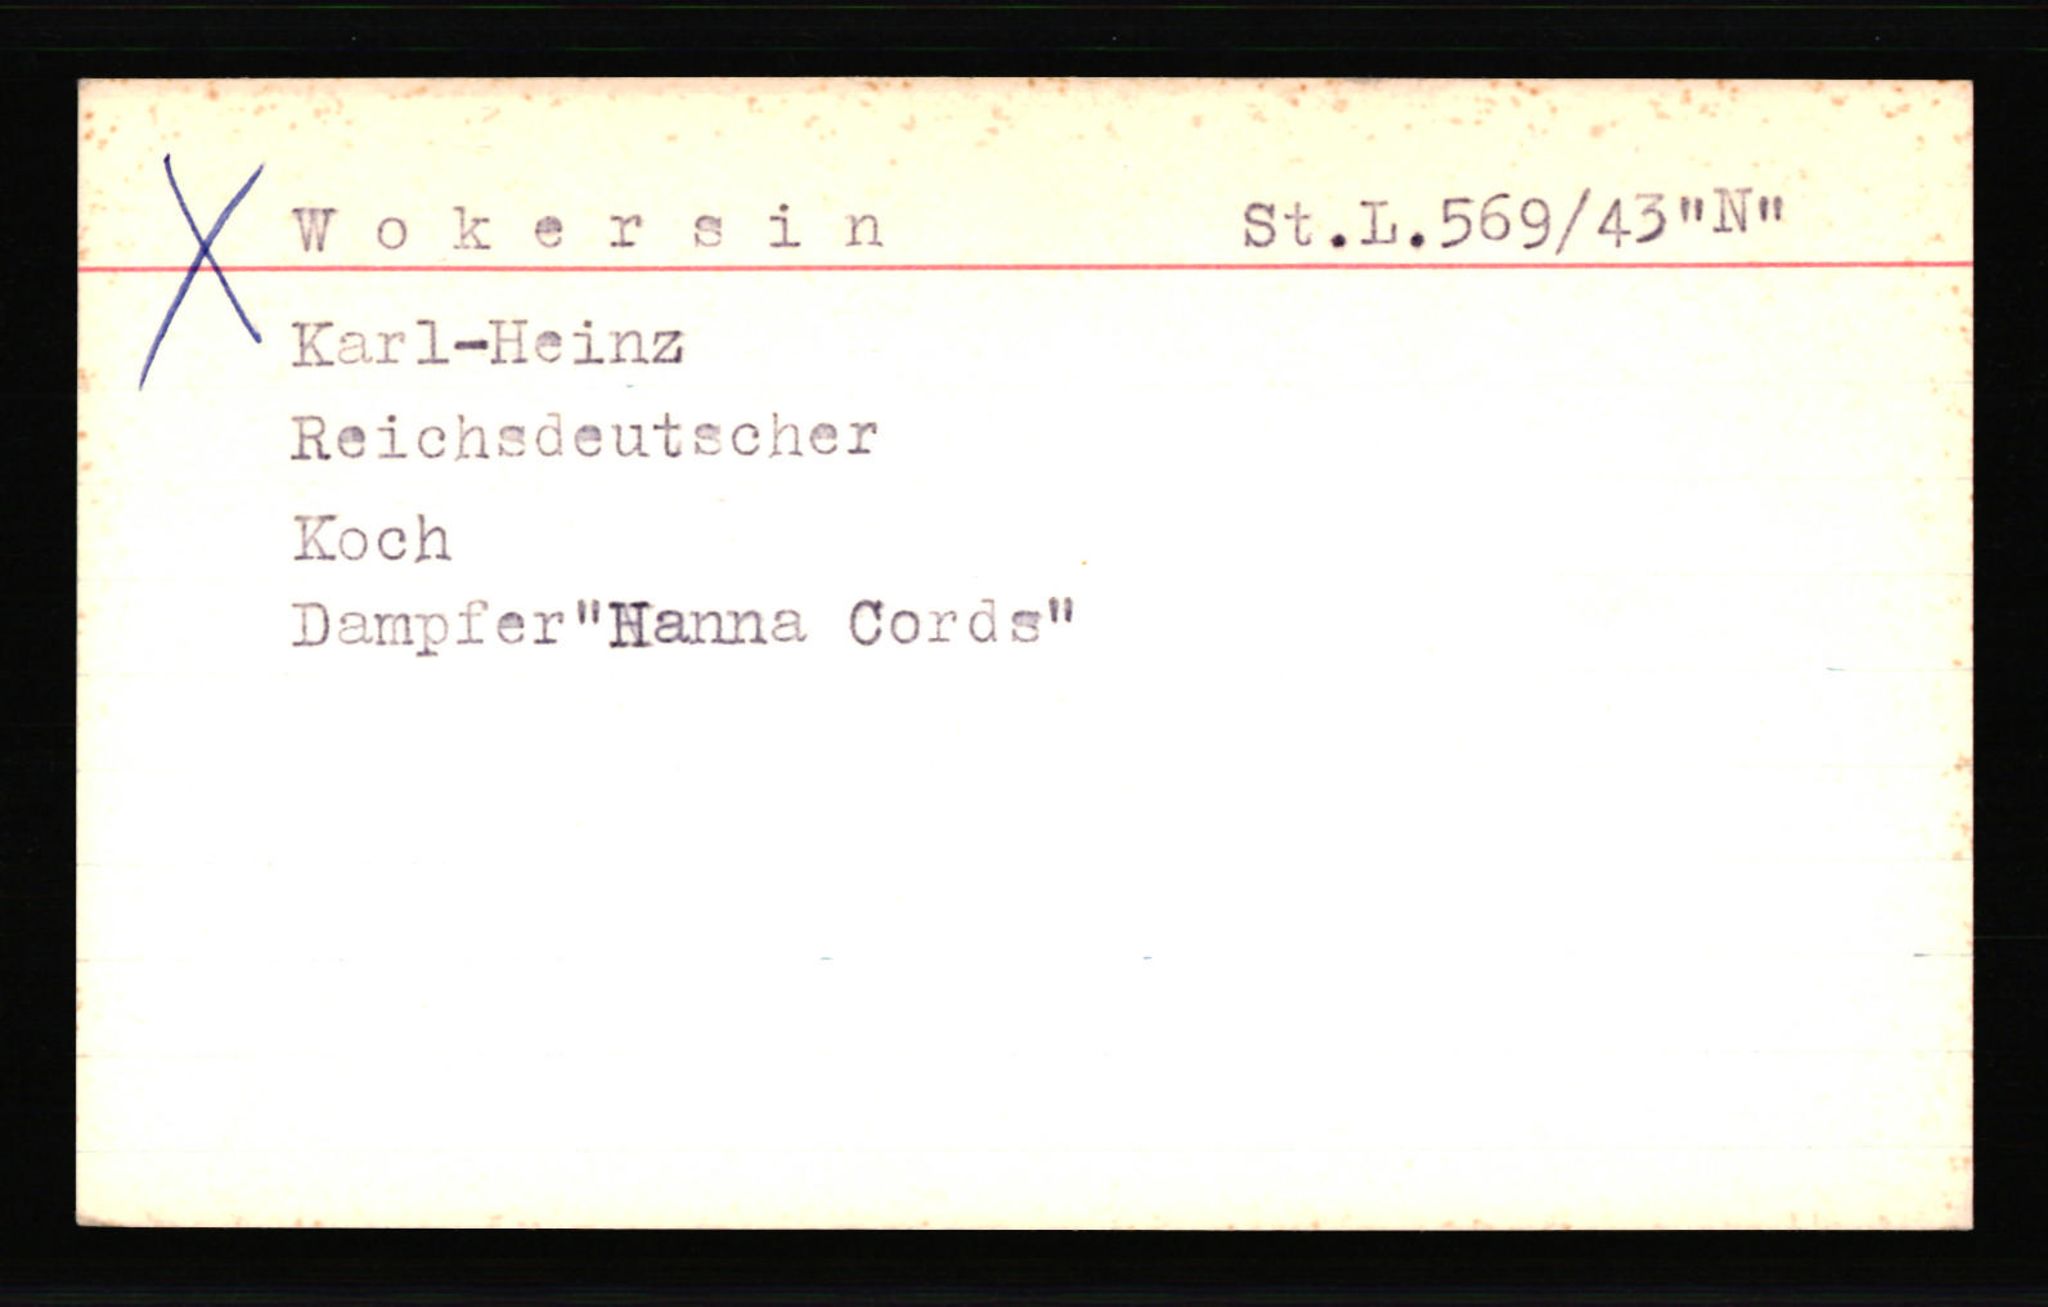 W o k e r s i n St.L.569/43"N"
Karl-Heinz
Reichsdeutscher
Koch
Dampfer"Hanna Cords"